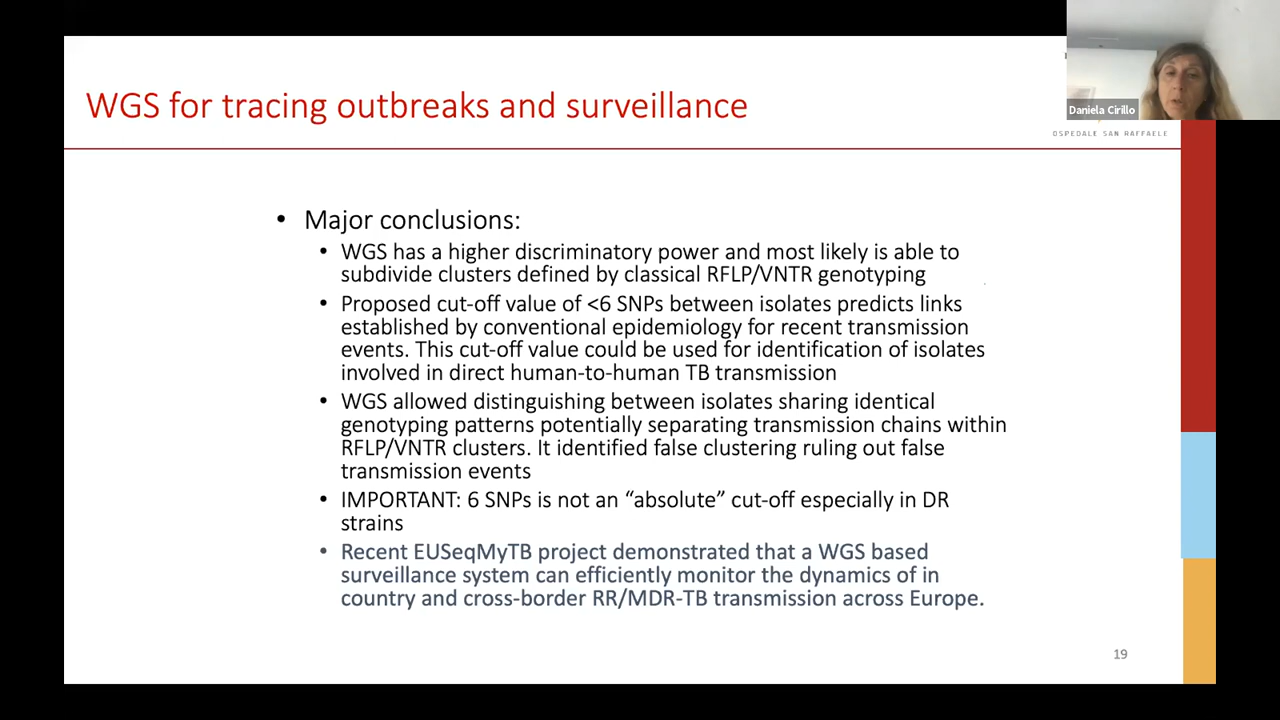 WGS for tracing outbreaks and surveillance
Daniela Cirillo
OSPEDALE SAN RAFFAELE
• Major conclusions:
• WGS has a higher discriminatory power and most likely is able to
subdivide clusters defined by classical RFLP/VNTR genotyping
• Proposed cut-off value of <6 SNPs between isolates predicts links
established by conventional epidemiology for recent transmission
events. This cut-off value could be used for identification of isolates
involved in direct human-to-human TB transmission
• WGS allowed distinguishing between isolates sharing identical
genotyping patterns potentially separating transmission chains within
RFLP/VNTR clusters. It identified false clustering ruling out false
transmission events
• IMPORTANT: 6 SNPs is not an “absolute” cut-off especially in DR
strains
• Recent EUSeqMyTB project demonstrated that a WGS based
surveillance system can efficiently monitor the dynamics of in
country and cross-border RR/MDR-TB transmission across Europe.
19